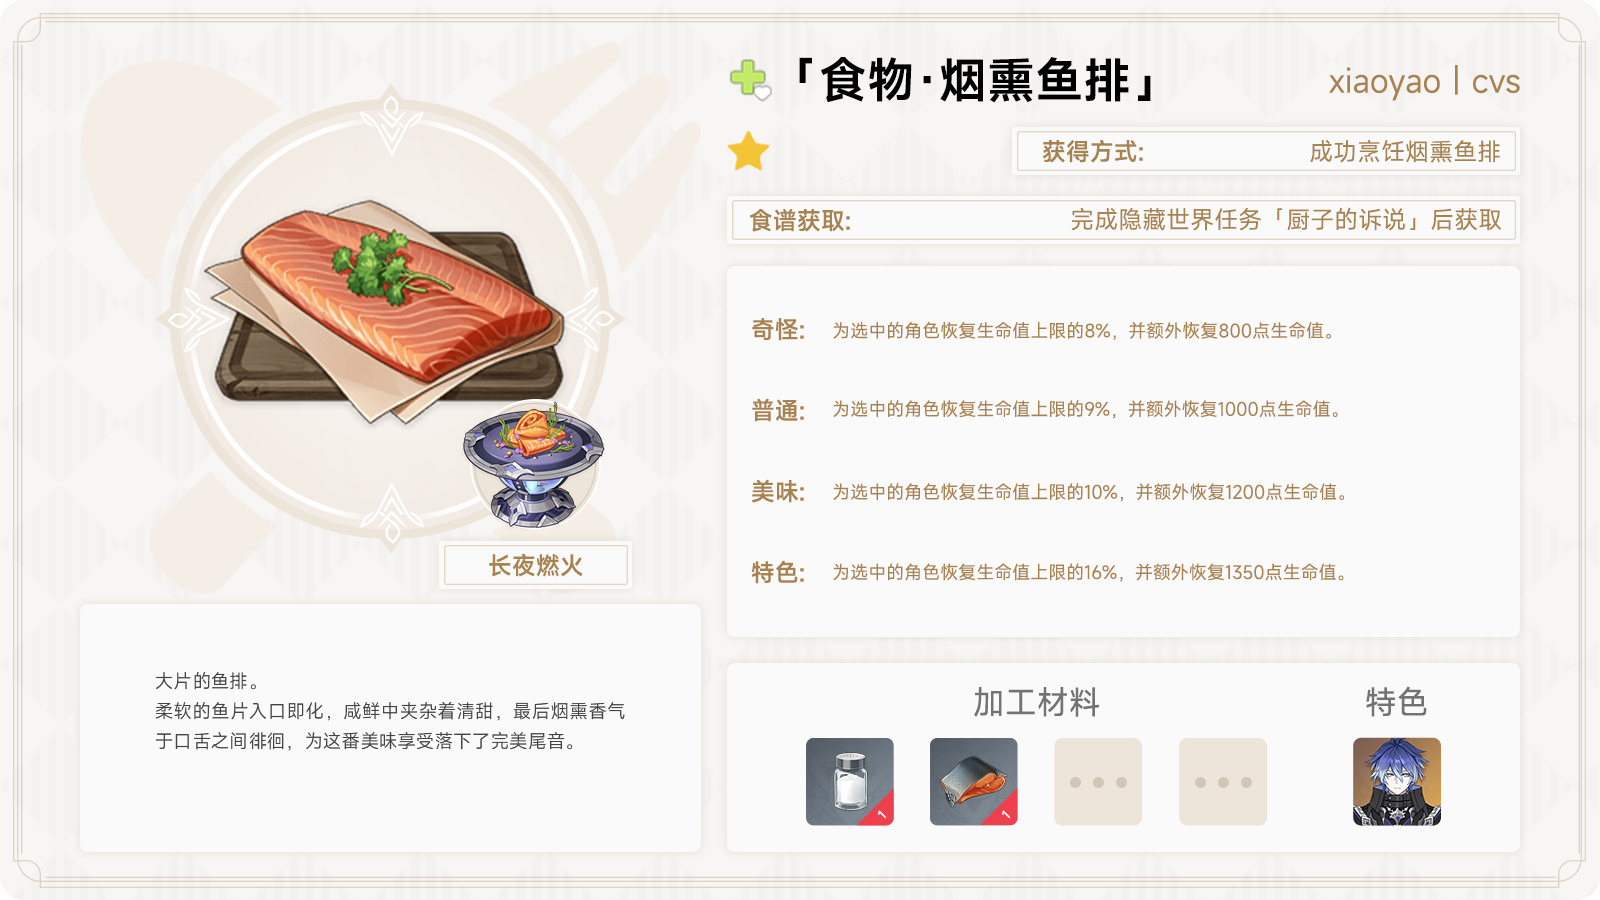 「食物·烟熏鱼排」
xiaoyao | cvs
获得方式: 成功烹饪烟熏鱼排
食谱获取: 完成隐藏世界任务「厨子的诉说」后获取
奇怪: 为选中的角色恢复生命值上限的8%，并额外恢复800点生命值。
普通: 为选中的角色恢复生命值上限的9%，并额外恢复1000点生命值。
美味: 为选中的角色恢复生命值上限的10%，并额外恢复1200点生命值。
特色: 为选中的角色恢复生命值上限的16%，并额外恢复1350点生命值。
长夜燃火
大片的鱼排。
柔软的鱼片入口即化，咸鲜中夹杂着清甜，最后烟熏香气
于口舌之间徘徊，为这番美味享受落下了完美尾音。
加工材料
特色
1
1